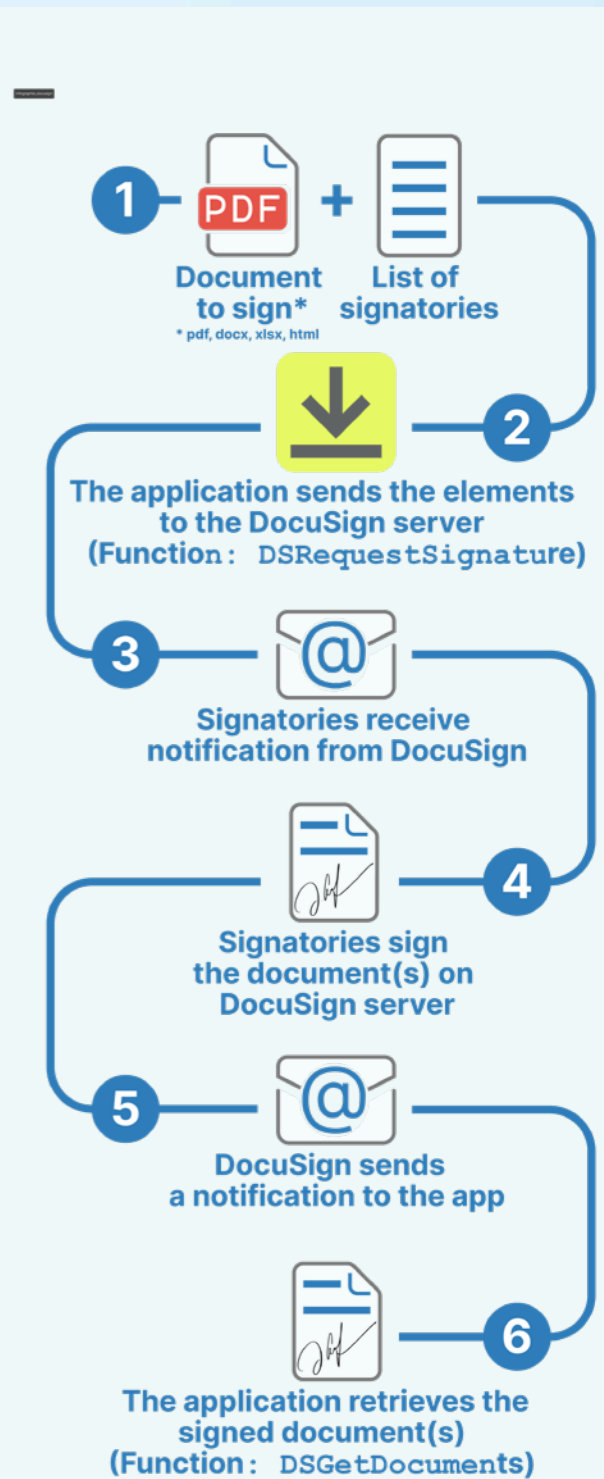 1
PDF
+
Document
to sign*
* pdf, docx, xlsx, html
List of
signatories
2
The application sends the elements
to the DocuSign server
(Function: DSRequestSignature)
3
@
Signatories receive
notification from DocuSign
4
Signatories sign
the document(s) on
DocuSign server
5
@
DocuSign sends
a notification to the app
6
The application retrieves the
signed document(s)
(Function: DSGetDocuments)